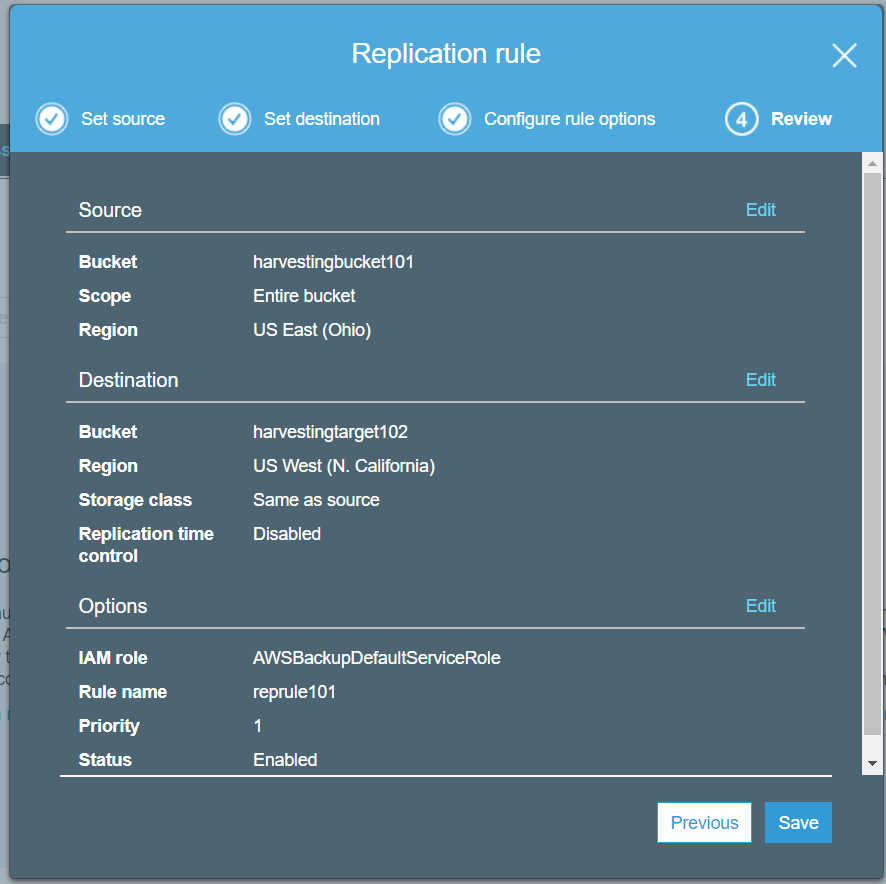 Replication rule
Set source
Set destination
Configure rule options
4 Review
Source Edit
Bucket harvestingbucket101
Scope Entire bucket
Region US East (Ohio)
Destination Edit
Bucket harvestingtarget102
Region US West (N. California)
Storage class Same as source
Replication time Disabled
control
Options Edit
IAM role AWSBackupDefaultServiceRole
Rule name reprule101
Priority 1
Status Enabled
Previous Save